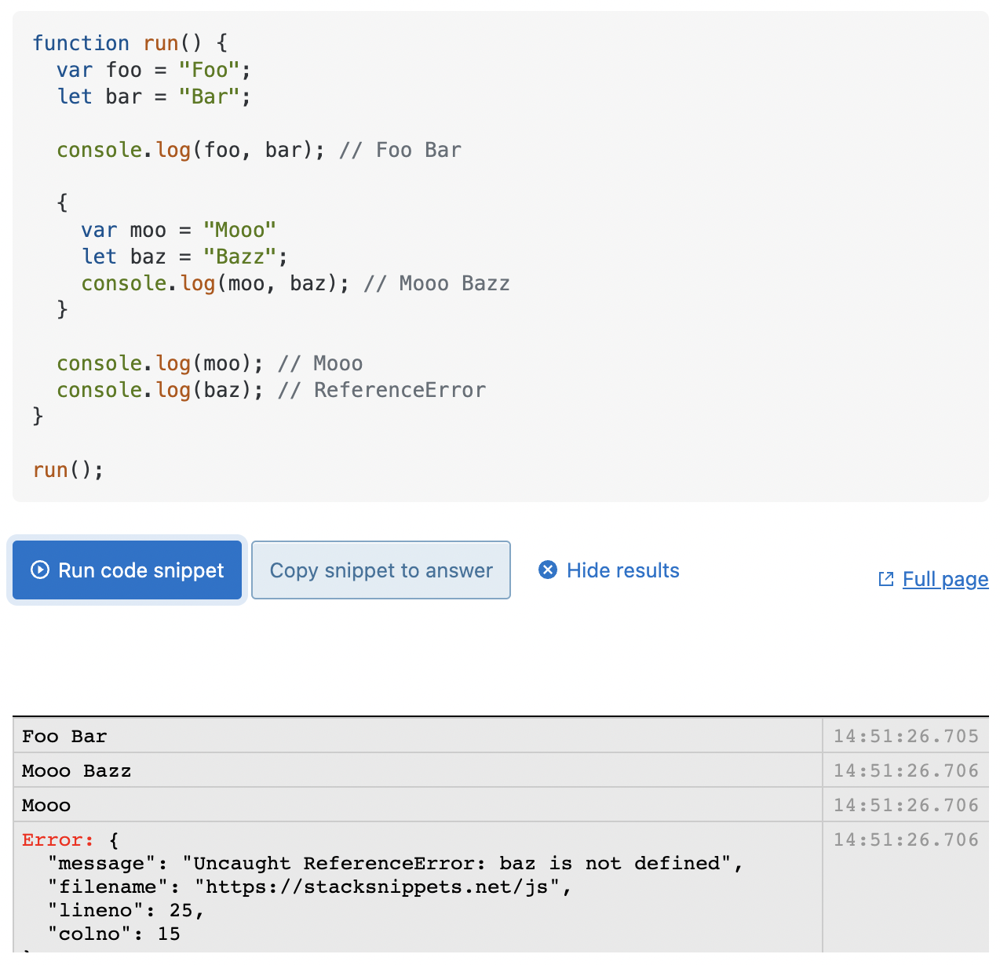 function run() {
  var foo = "Foo";
  let bar = "Bar";

  console.log(foo, bar); // Foo Bar

  {
    var moo = "Mooo"
    let baz = "Bazz";
    console.log(moo, baz); // Mooo Bazz
  }

  console.log(moo); // Mooo
  console.log(baz); // ReferenceError
}

run();
Run code snippet Copy snippet to answer Hide results Full page
Foo Bar 14:51:26.705
Mooo Bazz 14:51:26.706
Mooo 14:51:26.706
Error: { 14:51:26.706
  "message": "Uncaught ReferenceError: baz is not defined",
  "filename": "https://stacksnippets.net/js",
  "lineno": 25,
  "colno": 15